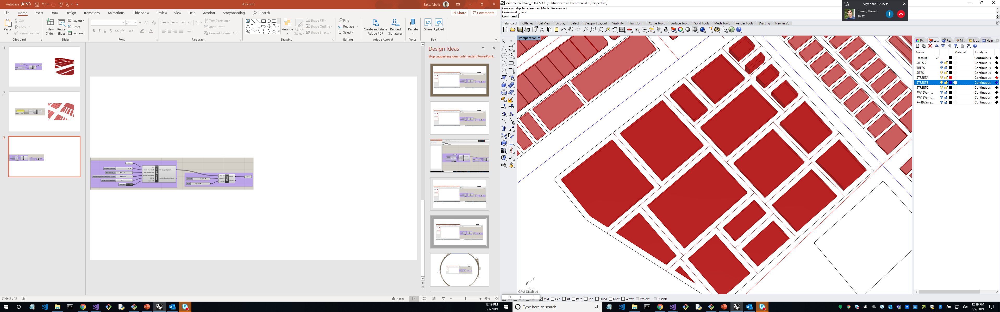 AutoSave Off
dots.pptx
Saha, Nirvik
File Home Insert Draw Design Transitions Animations Slide Show Review View Help Acrobat Storyboarding Search
Share Comments
Paste
Cut
Copy
Format Painter
Clipboard
New Slide
Reuse Slides
Layout
Reset
Section
Slides
28+
Font
Text Direction
Align Text
Convert to SmartArt
Paragraph
Arrange
Quick Styles
Shape Fill
Shape Outline
Shape Effects
Drawing
Find
Replace
Select
Editing
Create and Share Adobe PDF
Request Signatures
Adobe Acrobat
Dictate
Voice
Share Upload
Box
1
2
3
Design Ideas
Stop suggesting ideas until I restart PowerPoint.
Slide 3 of 3
Notes
98%
12:19 PM
6/7/2019
2simplePW19Van_RH6 (773 KB) - Rhinoceros 6 Commercial - [Perspective]
Curve or Edge to reference ( Mode=Reference )
Command: _Save
Command:
Skype for Business
Bernal, Marcelo
20:57
Standard CPlanes Set View Display Select Viewport Layout Visibility Transform Curve Tools Surface Tools Solid Tools Mesh Tools Render Tools Drafting New in V6
Perspective
Pr... La... Re... M... Lib... Help
Name Material Linetype
Default Continuous
SITES-2 Continuous
TREES Continuous
SITES Continuous
STREETA Continuous
STREETB Continuous
STREETC Continuous
PW19Van_... Continuous
PW19Van_s... Continuous
Pw19Van_s... Continuous
y
z
x
GPU Disabled
Mid Cen Int Perp Tan Quad Knot Vertex Project Disable
Type here to search
12:19 PM
6/7/2019